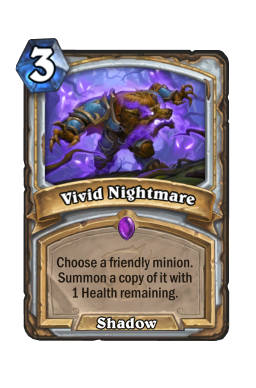 3
Vivid Nightmare
Choose a friendly minion.
Summon a copy of it with
1 Health remaining.
Shadow